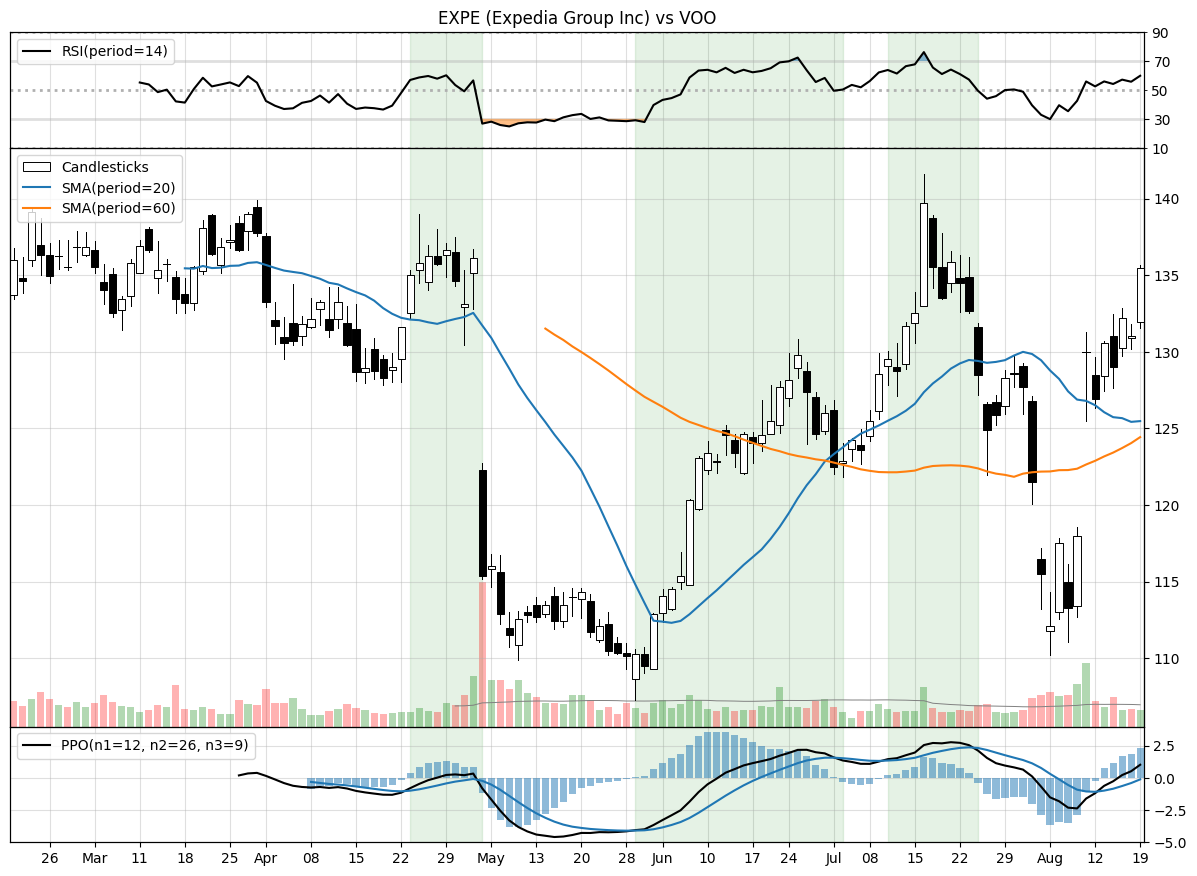 EXPE (Expedia Group Inc) vs VOO
RSI(period=14)
90
70
50
30
10
Candlesticks
SMA(period=20)
SMA(period=60)
140
135
130
125
120
115
110
PPO(n1=12, n2=26, n3=9)
2.5
0.0
−2.5
−5.0
26 Mar 11 18 25 Apr 08 15 22 29 May 13 20 28 Jun 10 17 24 Jul 08 15 22 29 Aug 12 19